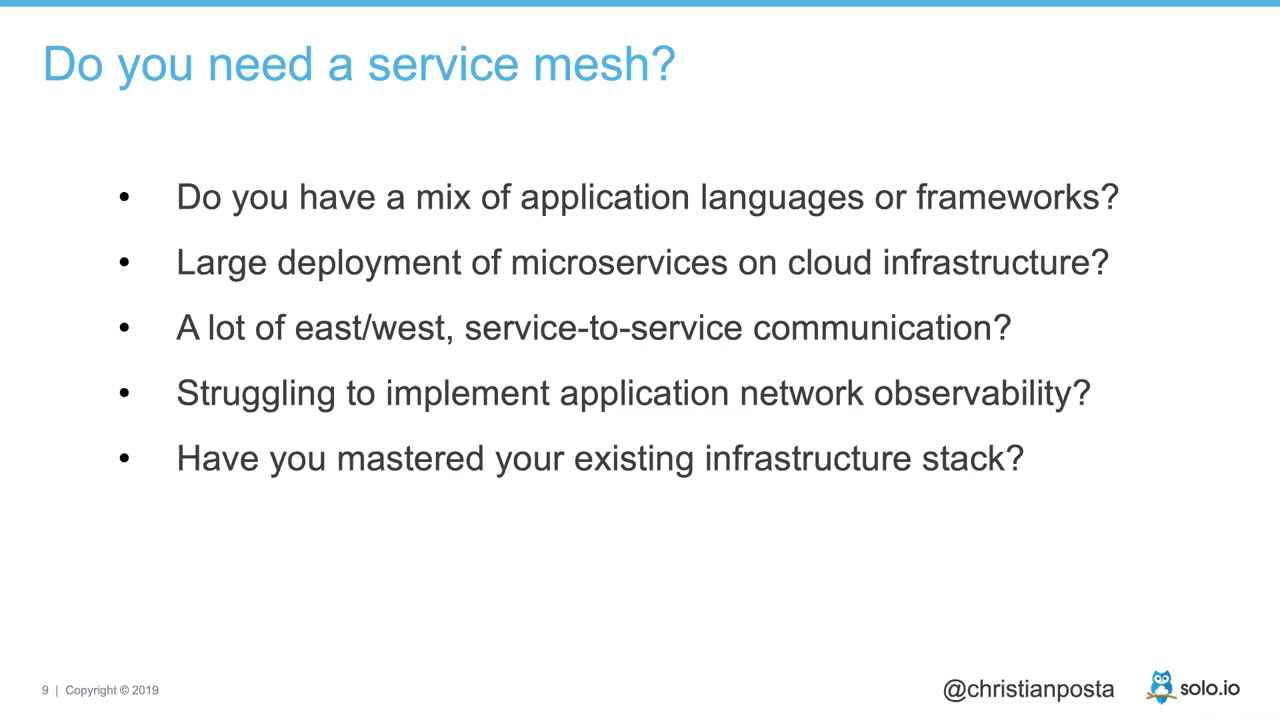 Do you need a service mesh?
• Do you have a mix of application languages or frameworks?
• Large deployment of microservices on cloud infrastructure?
• A lot of east/west, service-to-service communication?
• Struggling to implement application network observability?
• Have you mastered your existing infrastructure stack?
9 | Copyright © 2019
@christianposta
solo.io